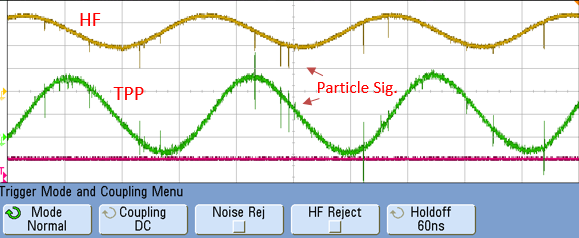 HF
TPP
Particle Sig.
T
Trigger Mode and Coupling Menu
Mode
Normal
Coupling
DC
Noise Rej
HF Reject
Holdoff
60ns